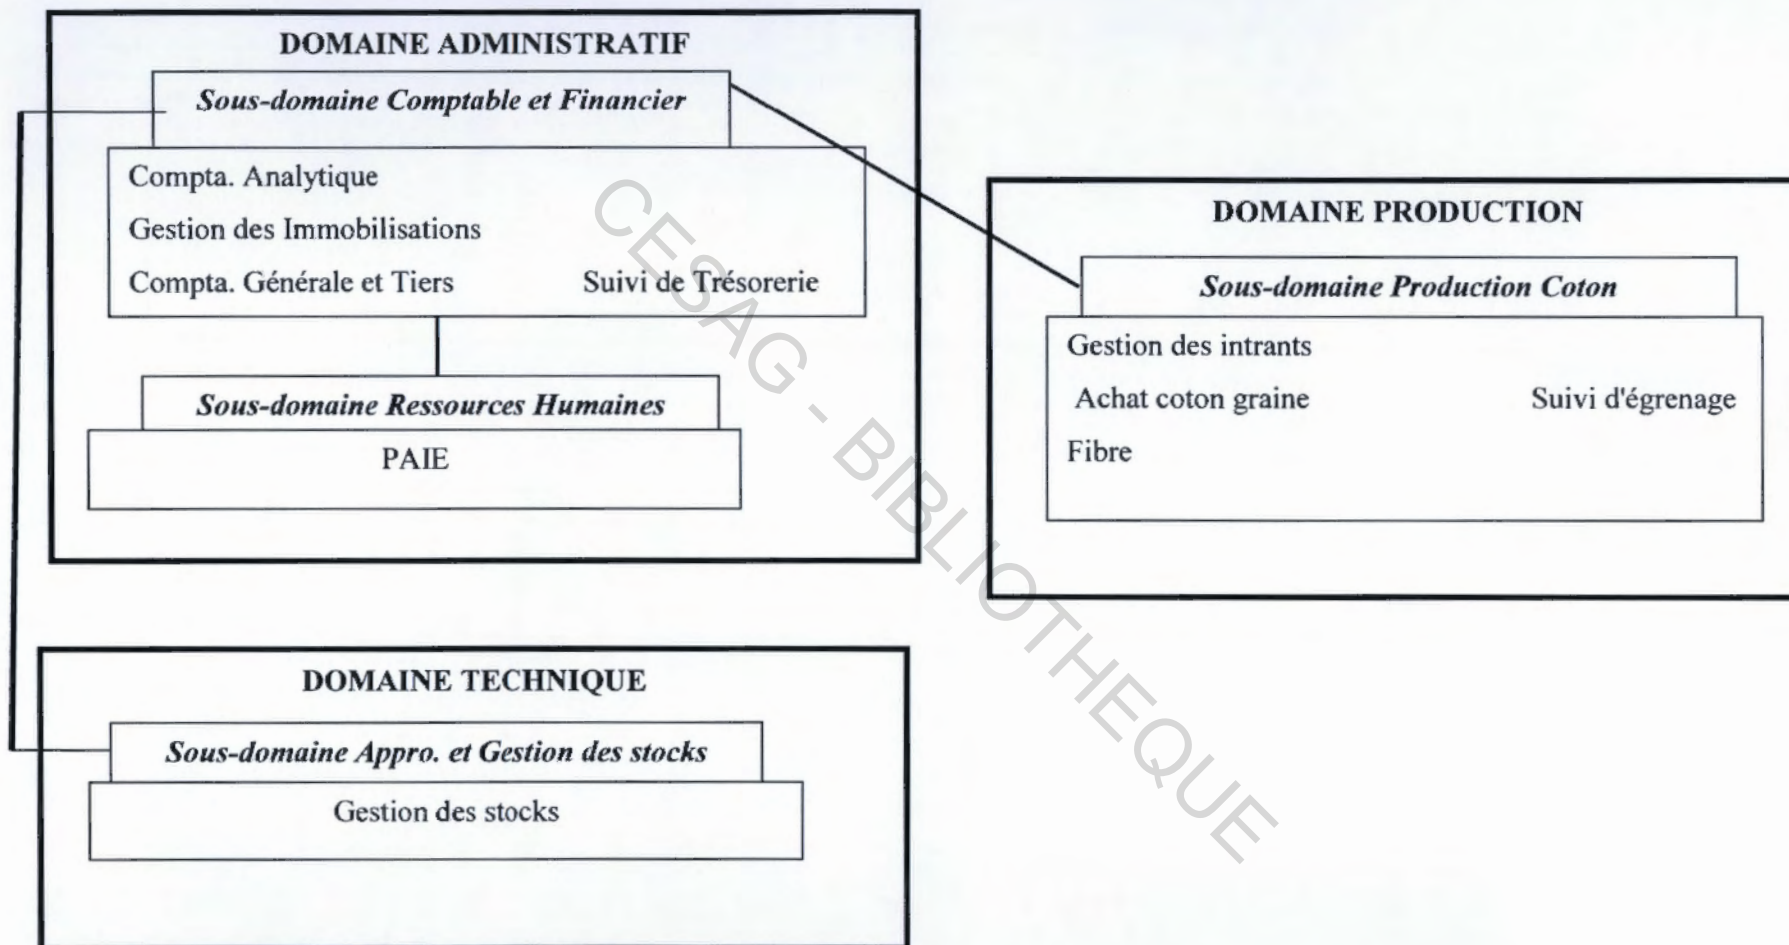 DOMAINE ADMINISTRATIF
Sous-domaine Comptable et Financier
Compta. Analytique
Gestion des Immobilisations
Compta. Générale et Tiers Suivi de Trésorerie
Sous-domaine Ressources Humaines
PAIE
DOMAINE PRODUCTION
Sous-domaine Production Coton
Gestion des intrants
Achat coton graine Suivi d'égrenage
Fibre
DOMAINE TECHNIQUE
Sous-domaine Appro. et Gestion des stocks
Gestion des stocks
CESAG - BIBLIOTHEQUE